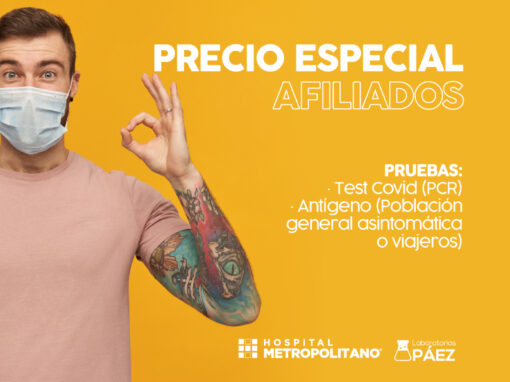 PRECIO ESPECIAL
AFILIADOS
PRUEBAS:
· Test Covid (PCR)
· Antígeno (Población
general asintomática
o viajeros)
HOSPITAL
METROPOLITANO®
Laboratorios
PÁEZ